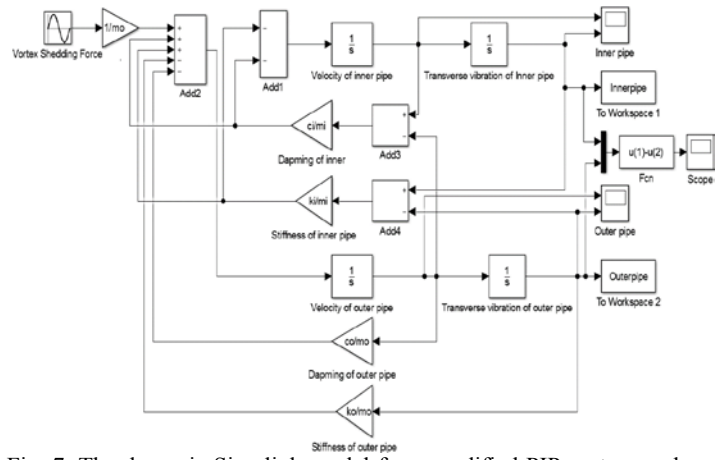 1/mo
Vortex Shedding Force
+
+
+
−
−
Add2
−
−
Add1
1
s
Velocity of inner pipe
1
s
Transverse vibration of Inner pipe
Inner pipe
Innerpipe
To Workspace 1
ci/mi
Dapming of inner
+
−
Add3
u(1)-u(2)
Fcn
Scope
ki/mi
Stiffness of inner pipe
+
−
Add4
Outer pipe
1
s
Velocity of outer pipe
1
s
Transverse vibration of outer pipe
Outerpipe
To Workspace 2
co/mo
Dapming of outer pipe
ko/mo
Stiffness of outer pipe